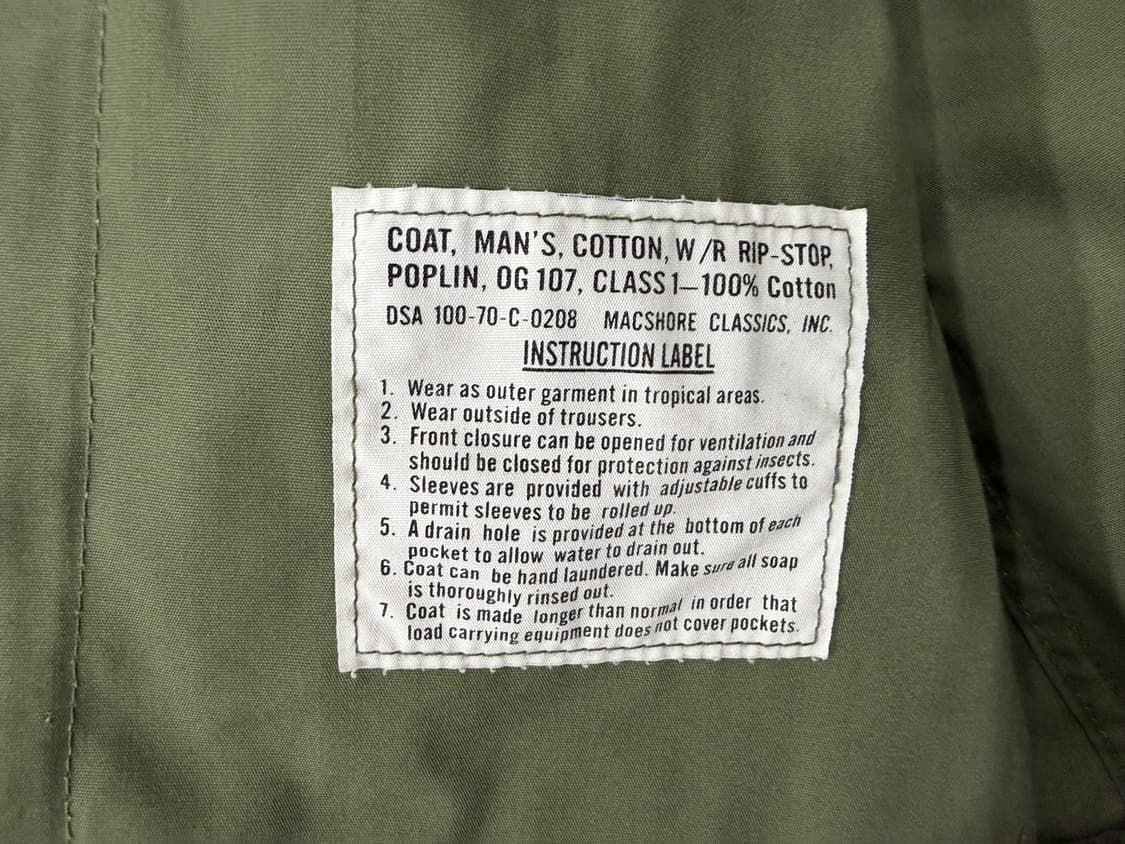 COAT, MAN'S, COTTON, W/R RIP-STOP,
POPLIN, OG 107, CLASS 1—100% Cotton
DSA 100-70-C-0208 MACSHORE CLASSICS, INC.
INSTRUCTION LABEL
1. Wear as outer garment in tropical areas.
2. Wear outside of trousers.
3. Front closure can be opened for ventilation and
should be closed for protection against insects.
4. Sleeves are provided with adjustable cuffs to
permit sleeves to be rolled up.
5. A drain hole is provided at the bottom of each
pocket to allow water to drain out.
6. Coat can be hand laundered. Make sure all soap
is thoroughly rinsed out.
7. Coat is made longer than normal in order that
load carrying equipment does not cover pockets.